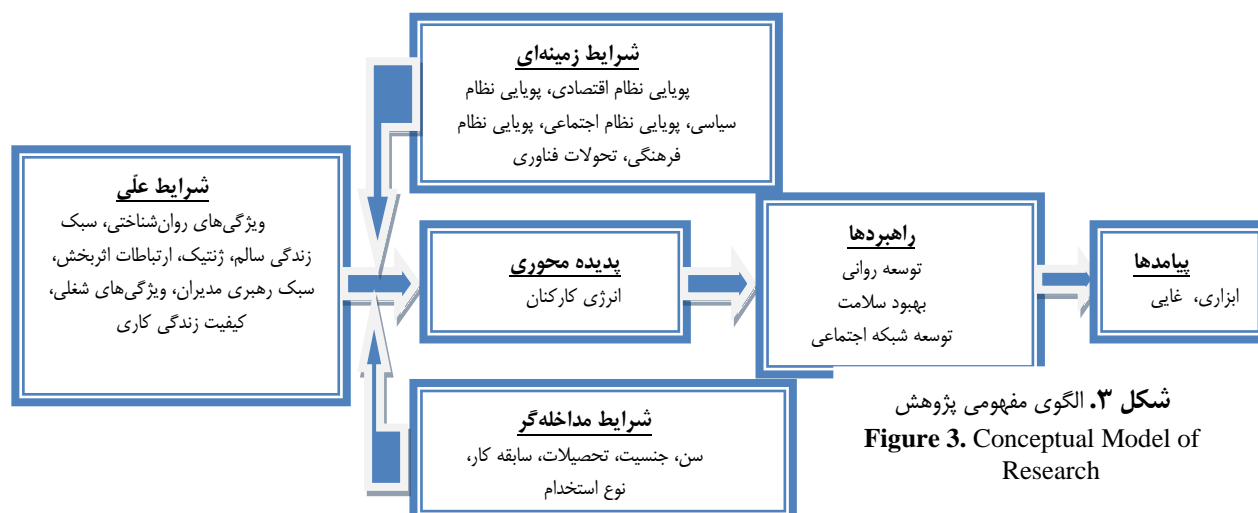 شرایط زمینه‌ای
پویایی نظام اقتصادی، پویایی نظام
سیاسی، پویایی نظام اجتماعی، پویایی نظام
فرهنگی، تحولات فناوری
شرایط علّی
ویژگی‌های روان‌شناختی، سبک
زندگی سالم، ژنتیک، ارتباطات اثربخش،
سبک رهبری مدیران، ویژگی‌های شغلی،
کیفیت زندگی کاری
پدیده محوری
انرژی کارکنان
راهبردها
توسعه روانی
بهبود سلامت
توسعه شبکه اجتماعی
پیامدها
ابزاری، غایی
شرایط مداخله‌گر
سن، جنسیت، تحصیلات، سابقه کار،
نوع استخدام
شکل ۳. الگوی مفهومی پژوهش
Figure 3. Conceptual Model of
Research